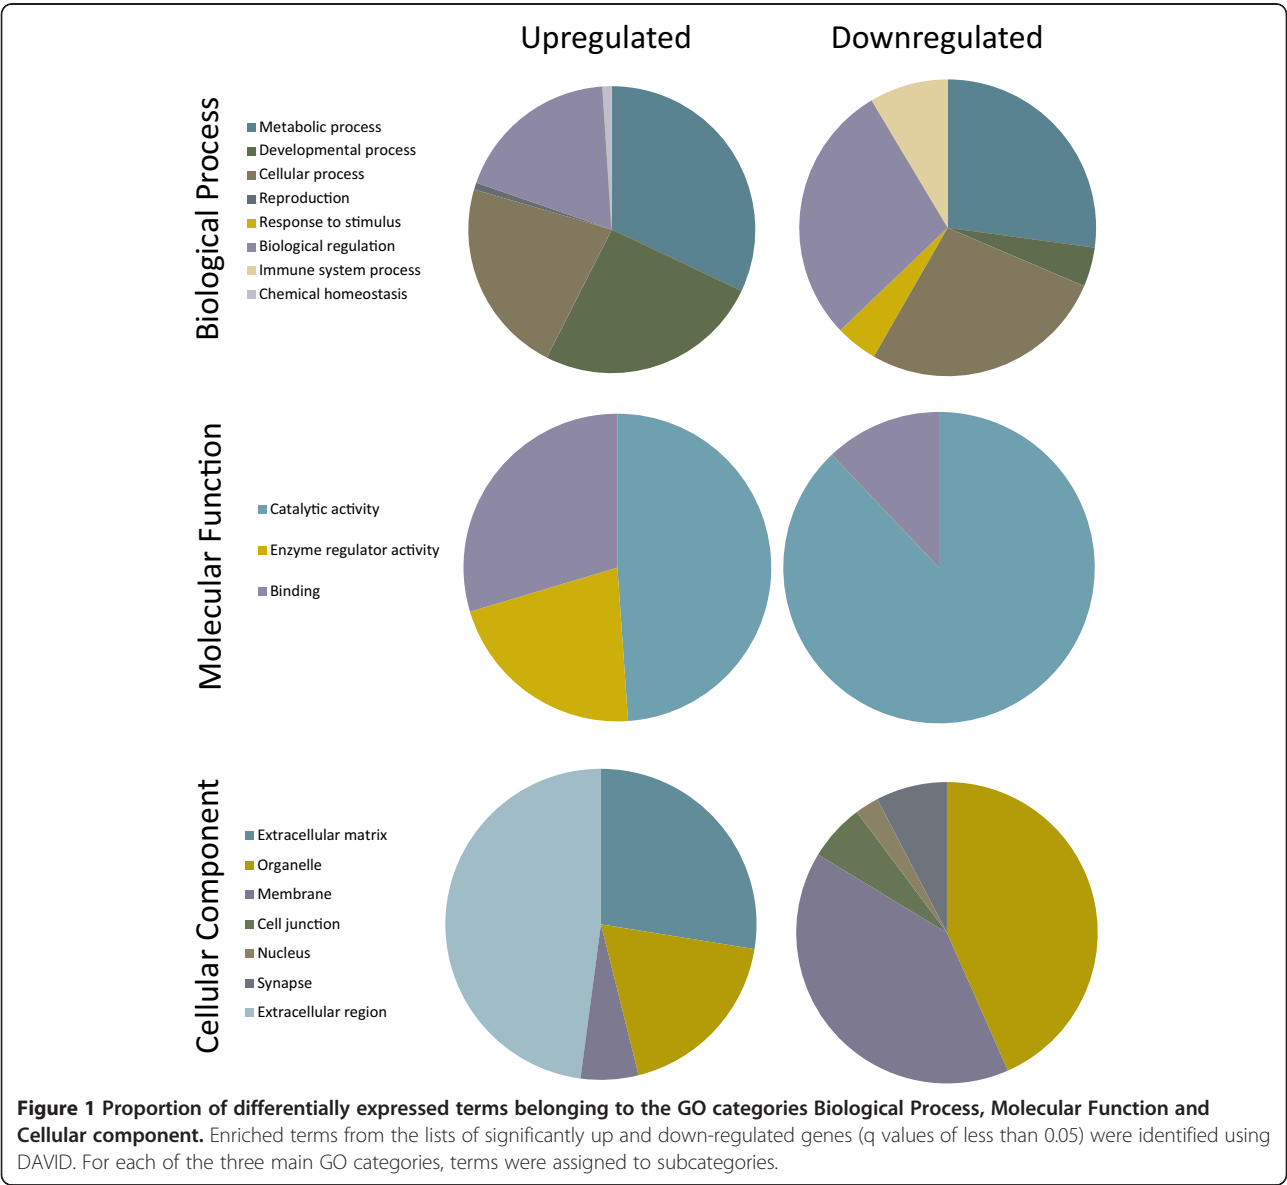 Upregulated
Downregulated
Biological Process
Metabolic process
Developmental process
Cellular process
Reproduction
Response to stimulus
Biological regulation
Immune system process
Chemical homeostasis
Molecular Function
Catalytic activity
Enzyme regulator activity
Binding
Cellular Component
Extracellular matrix
Organelle
Membrane
Cell junction
Nucleus
Synapse
Extracellular region
Figure 1 Proportion of differentially expressed terms belonging to the GO categories Biological Process, Molecular Function and
Cellular component. Enriched terms from the lists of significantly up and down-regulated genes (q values of less than 0.05) were identified using
DAVID. For each of the three main GO categories, terms were assigned to subcategories.